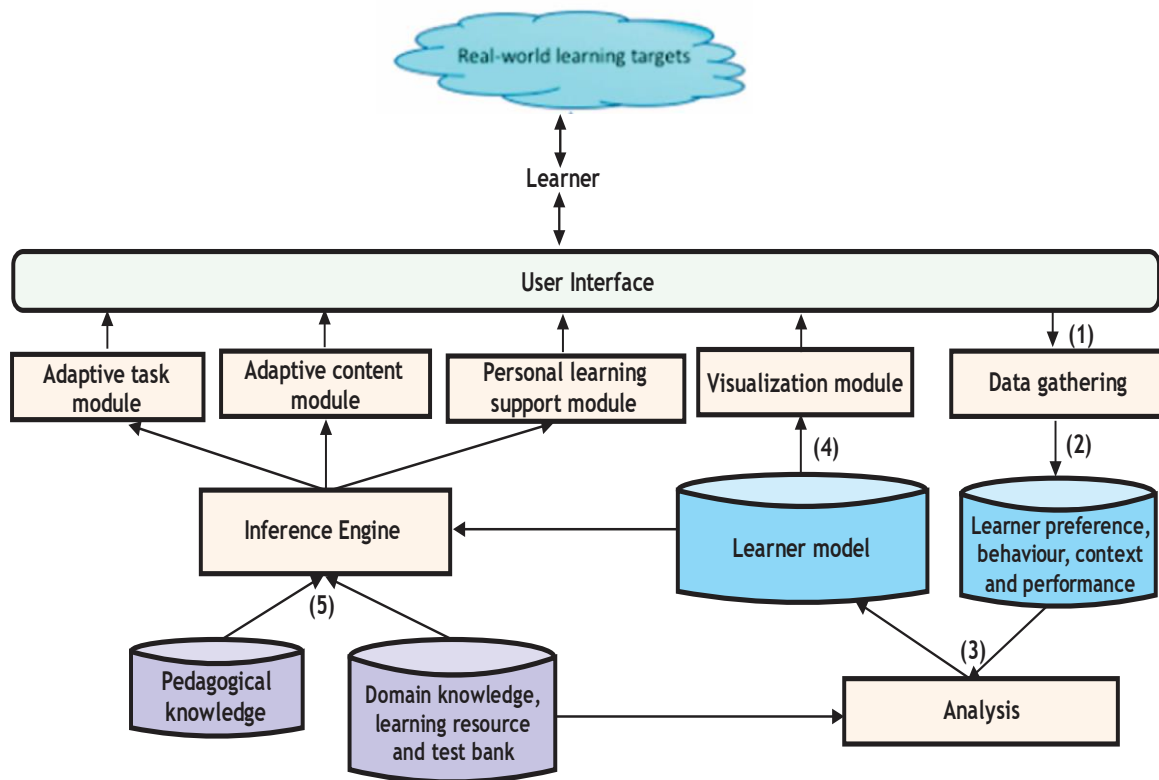 Real-world learning targets
Learner
User Interface
(1)
Adaptive task
module
Adaptive content
module
Personal learning
support module
Visualization module
Data gathering
(4)
(2)
Inference Engine
Learner model
Learner preference,
behaviour, context
and performance
(5)
(3)
Pedagogical
knowledge
Domain knowledge,
learning resource
and test bank
Analysis